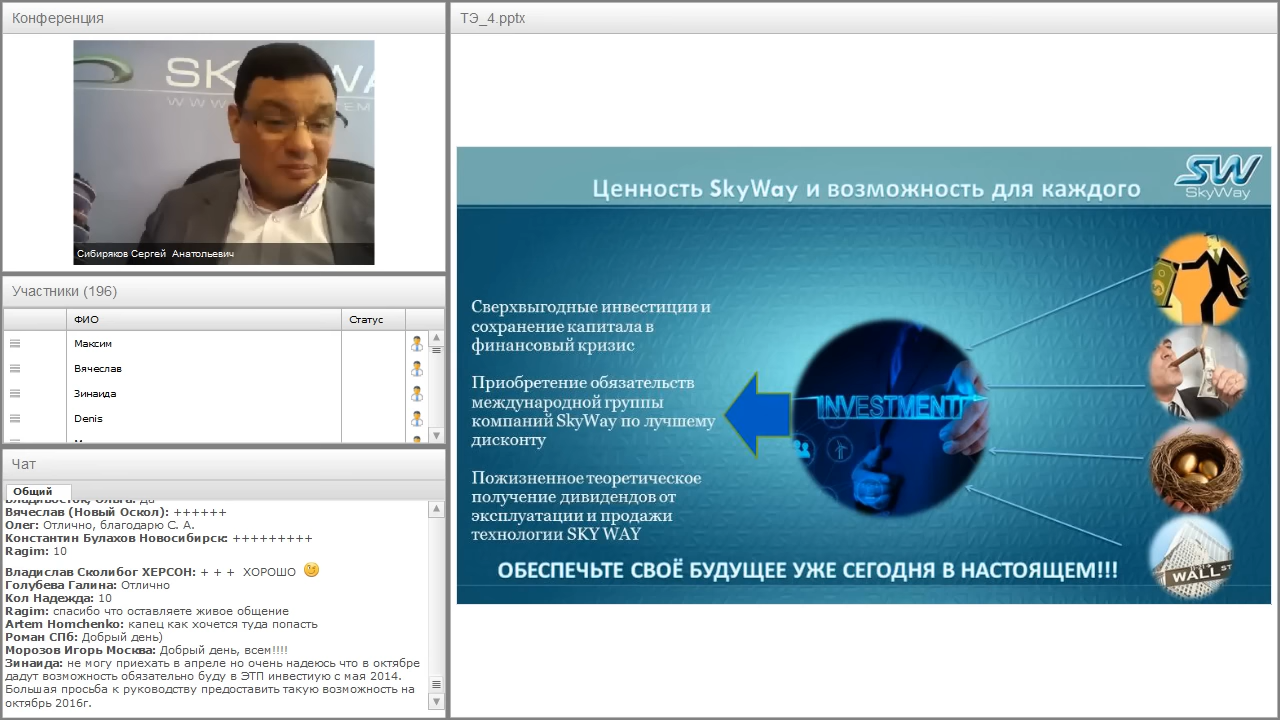 Конференция
SKYWA
Сибиряков Сергей Анатольевич
Участники (196)
ФИО
Статус
Максим
Вячеслав
Зинаида
Denis
Чат
Общий
Владивосток, Ольга: да
Вячеслав (Новый Оскол): ++++++
Олег: Отлично, благодарю С. А.
Константин Булахов Новосибирск: +++++++++
Ragim: 10
Владислав Сколибог ХЕРСОН: + + + ХОРОШО
Голубева Галина: Отлично
Кол Надежда: 10
Ragim: спасибо что оставляете живое общение
Artem Homchenko: капец как хочется туда попасть
Роман СПб: Добрый день)
Морозов Игорь Москва: Добрый день, всем!!!!
Зинаида: не могу приехать в апреле но очень надеюсь что в октябре
дадут возможность обязательно буду в ЭТП инвестиую с мая 2014.
Большая просьба к руководству предоставить такую возможность на
октябрь 2016г.
ТЭ_4.pptx
Ценность SkyWay и возможность для каждого
SW
SkyWay
Сверхвыгодные инвестиции и
сохранение капитала в
финансовый кризис
Приобретение обязательств
международной группы
компаний SkyWay по лучшему
дисконту
Пожизненное теоретическое
получение дивидендов от
эксплуатации и продажи
технологии SKY WAY
INVESTMENT
WALL ST
ОБЕСПЕЧЬТЕ СВОЁ БУДУЩЕЕ УЖЕ СЕГОДНЯ В НАСТОЯЩЕМ!!!